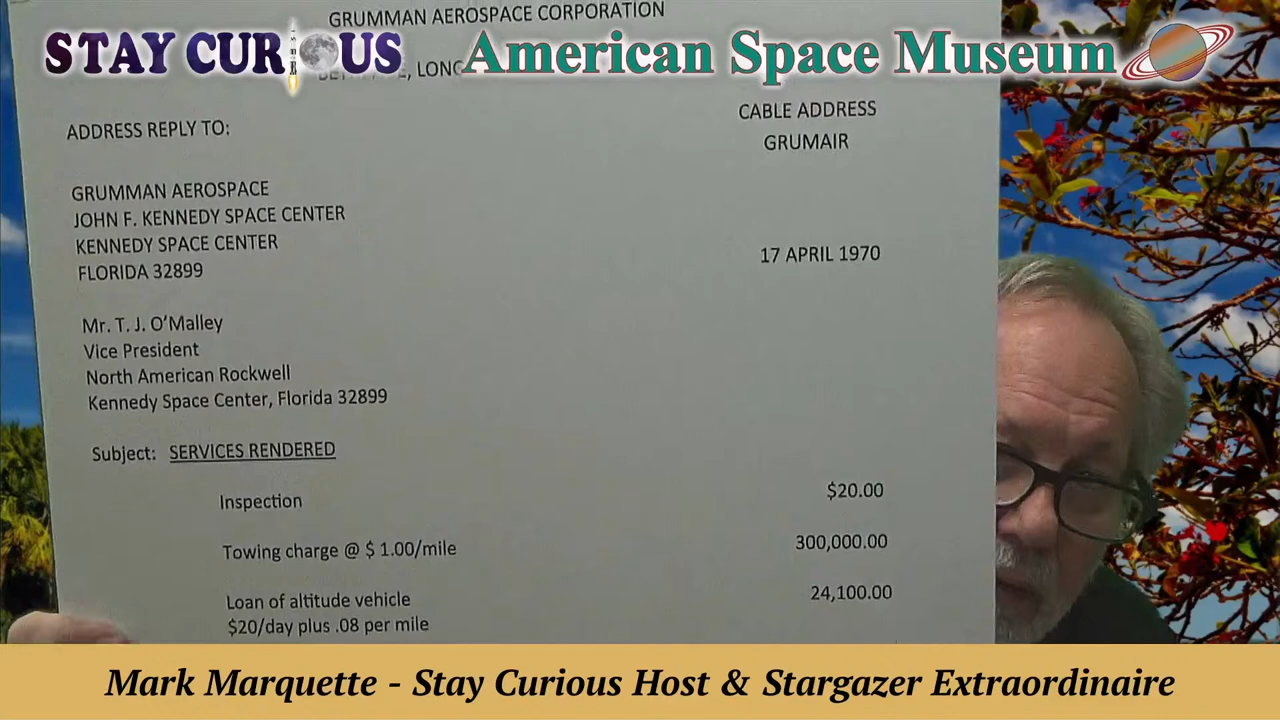 GRUMMAN AEROSPACE CORPORATION
STAY CURIOUS American Space Museum
LONG
ADDRESS REPLY TO:
CABLE ADDRESS
GRUMAIR
GRUMMAN AEROSPACE
JOHN F. KENNEDY SPACE CENTER
KENNEDY SPACE CENTER
FLORIDA 32899
17 APRIL 1970
Mr. T. J. O’Malley
Vice President
North American Rockwell
Kennedy Space Center, Florida 32899
Subject: SERVICES RENDERED
Inspection $20.00
Towing charge @ $ 1.00/mile 300,000.00
Loan of altitude vehicle 24,100.00
$20/day plus .08 per mile
Mark Marquette - Stay Curious Host & Stargazer Extraordinaire